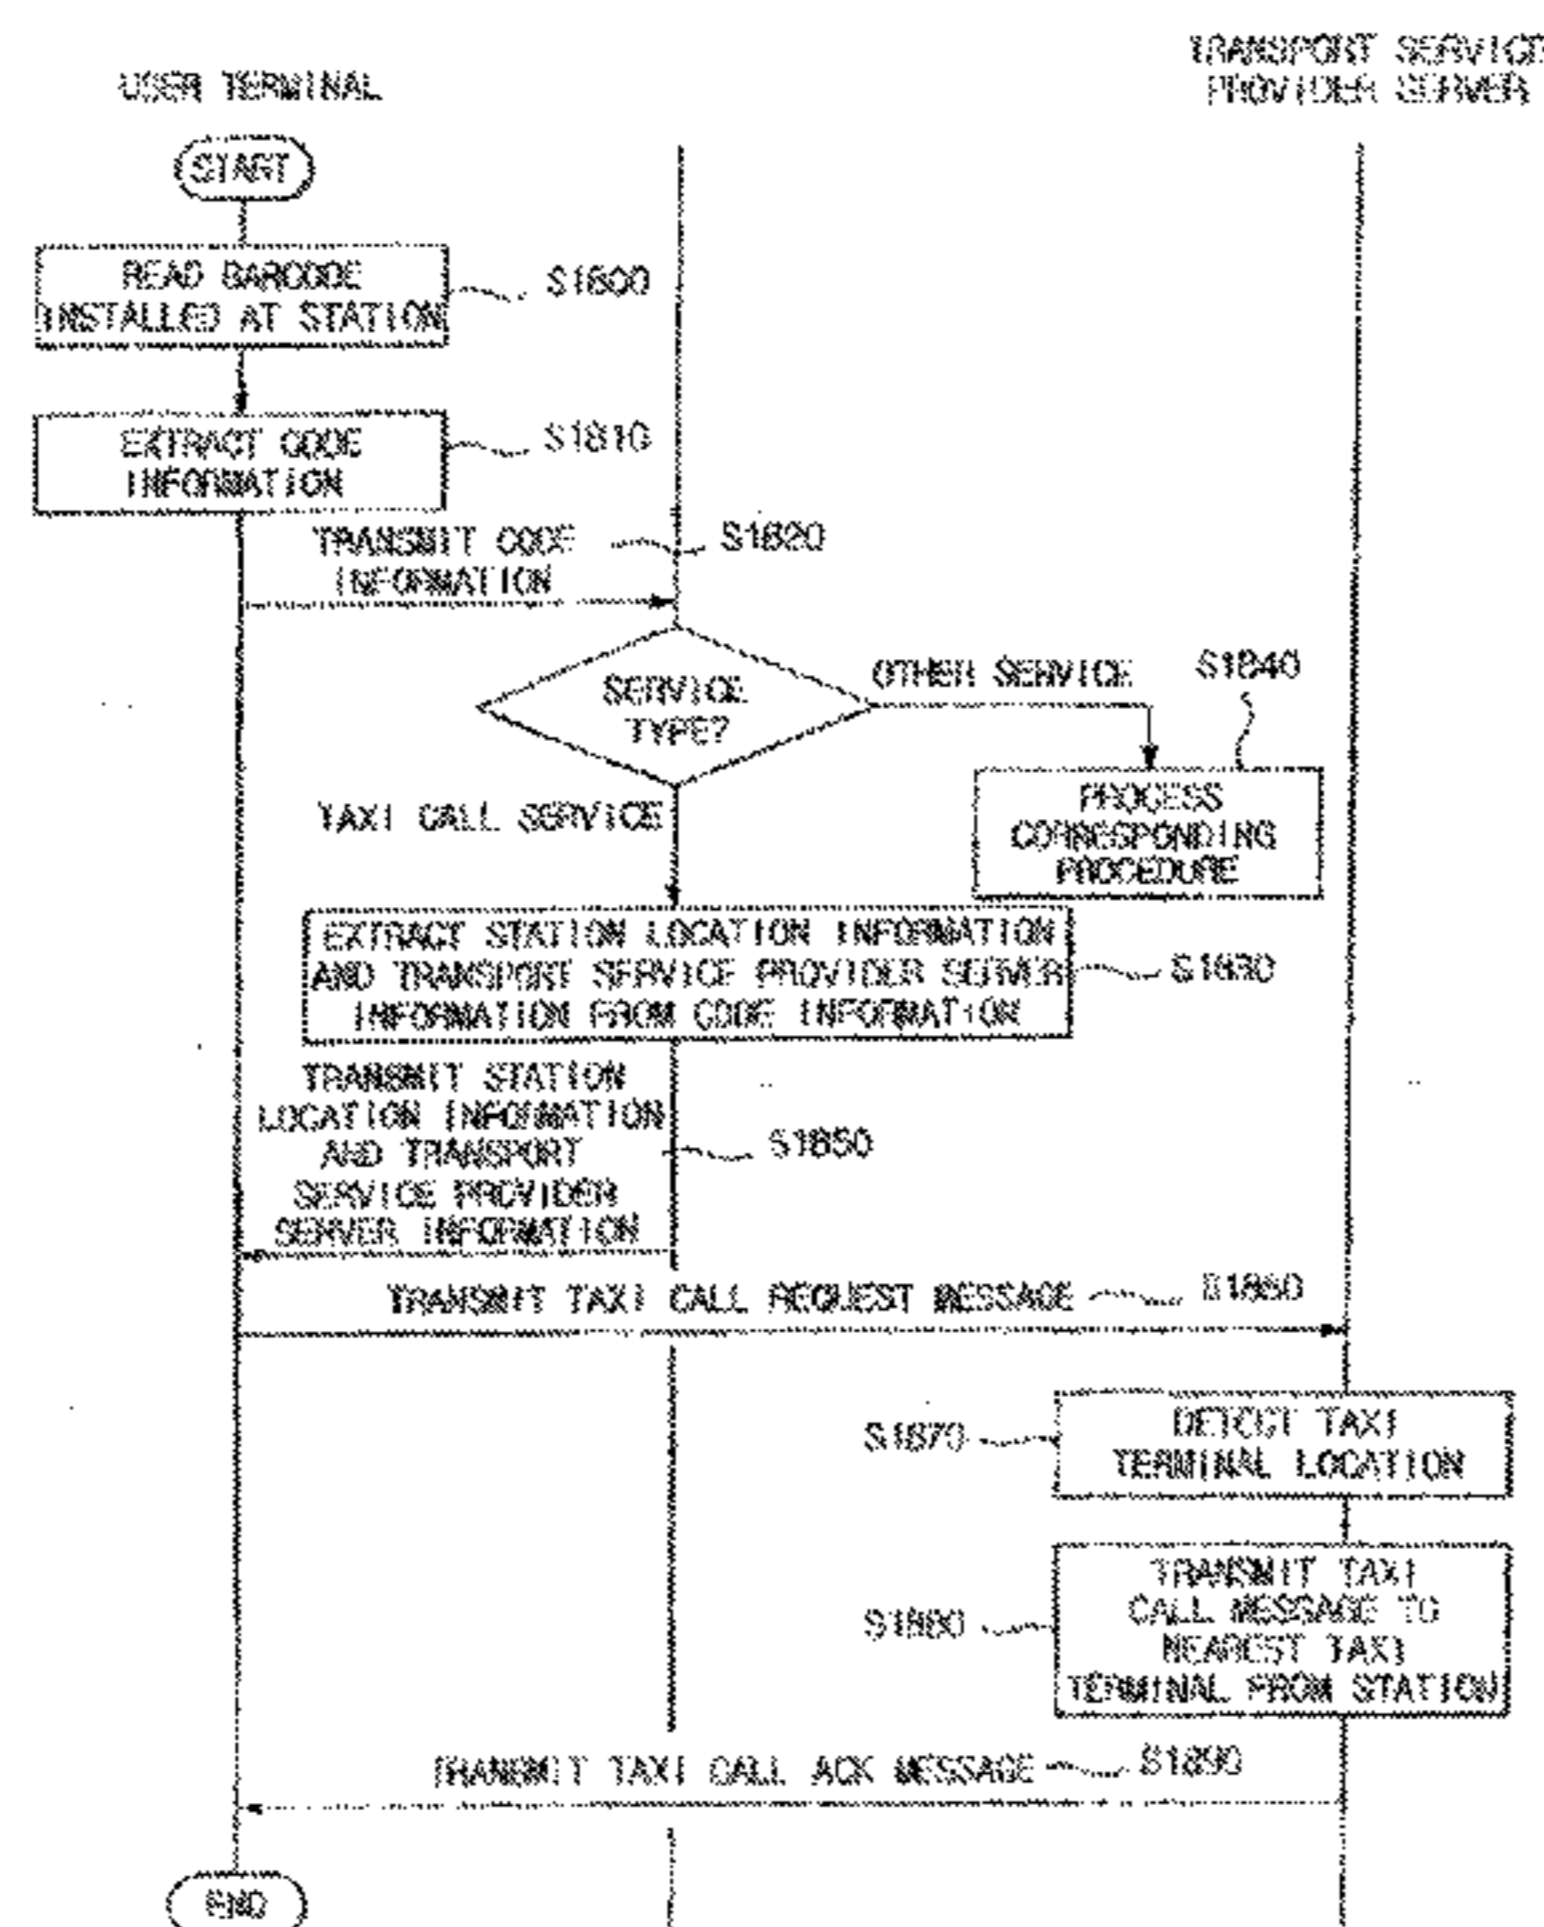 USER TERMINAL
TRANSPORT SERVICE
PROVIDER SERVER
START
READ BARCODE
INSTALLED AT STATION
S1800
EXTRACT CODE
INFORMATION
S1810
TRANSMIT CODE
INFORMATION
S1820
SERVICE
TYPE?
OTHER SERVICE
S1840
TAXI CALL SERVICE
PROCESS
CORRESPONDING
PROCEDURE
EXTRACT STATION LOCATION INFORMATION
AND TRANSPORT SERVICE PROVIDER SERVER
INFORMATION FROM CODE INFORMATION
S1830
TRANSMIT STATION
LOCATION INFORMATION
AND TRANSPORT
SERVICE PROVIDER
SERVER INFORMATION
S1850
TRANSMIT TAXI CALL REQUEST MESSAGE
S1860
S1870
DETECT TAXI
TERMINAL LOCATION
S1880
TRANSMIT TAXI
CALL MESSAGE TO
NEAREST TAXI
TERMINAL FROM STATION
TRANSMIT TAXI CALL ACK MESSAGE
S1890
END